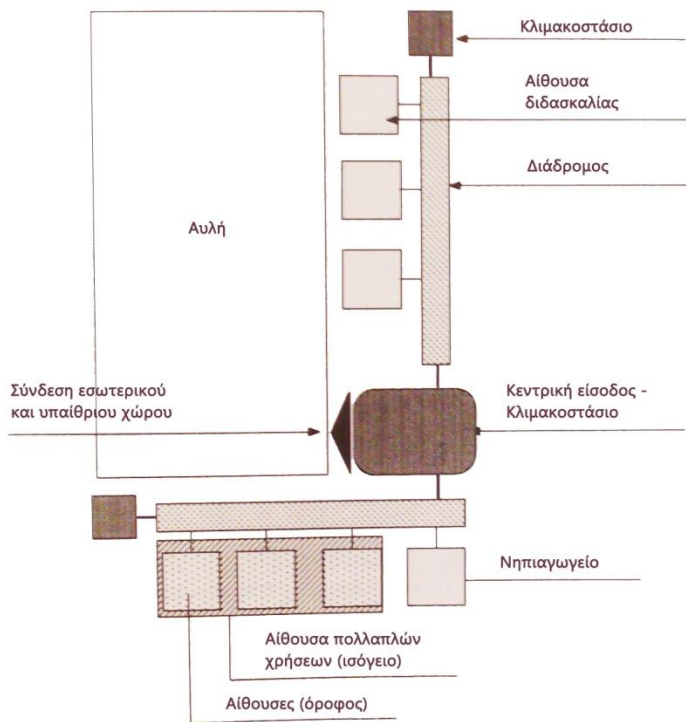 Κλιμακοστάσιο
Αίθουσα
διδασκαλίας
Διάδρομος
Αυλή
Σύνδεση εσωτερικού
και υπαίθριου χώρου
Κεντρική είσοδος -
Κλιμακοστάσιο
Νηπιαγωγείο
Αίθουσα πολλαπλών
χρήσεων (ισόγειο)
Αίθουσες (όροφος)